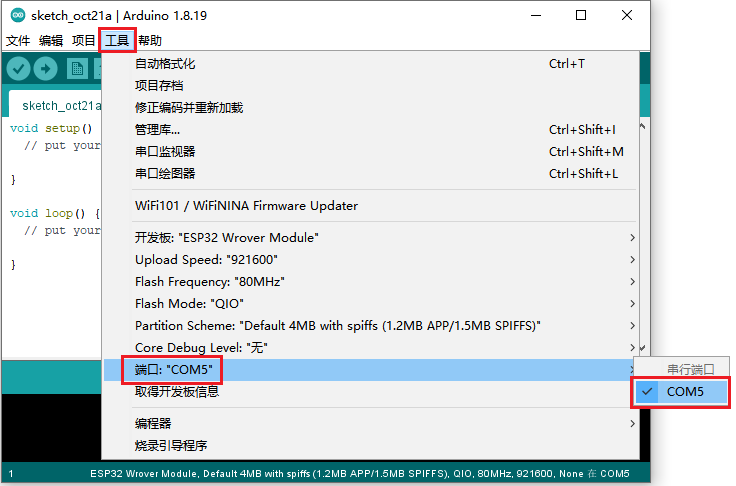 sketch_oct21a | Arduino 1.8.19
文件 编辑 项目 工具 帮助
自动格式化 Ctrl+T
项目存档
修正编码并重新加载
管理库... Ctrl+Shift+I
串口监视器 Ctrl+Shift+M
串口绘图器 Ctrl+Shift+L
WiFi101 / WiFiNINA Firmware Updater
开发板: "ESP32 Wrover Module"
Upload Speed: "921600"
Flash Frequency: "80MHz"
Flash Mode: "QIO"
Partition Scheme: "Default 4MB with spiffs (1.2MB APP/1.5MB SPIFFS)"
Core Debug Level: "无"
端口: "COM5"
取得开发板信息
编程器
烧录引导程序
串行端口
COM5
sketch_oct21a
void setup()
// put your
}
void loop() {
// put your
}
1 ESP32 Wrover Module, Default 4MB with spiffs (1.2MB APP/1.5MB SPIFFS), QIO, 80MHz, 921600, None 在 COM5